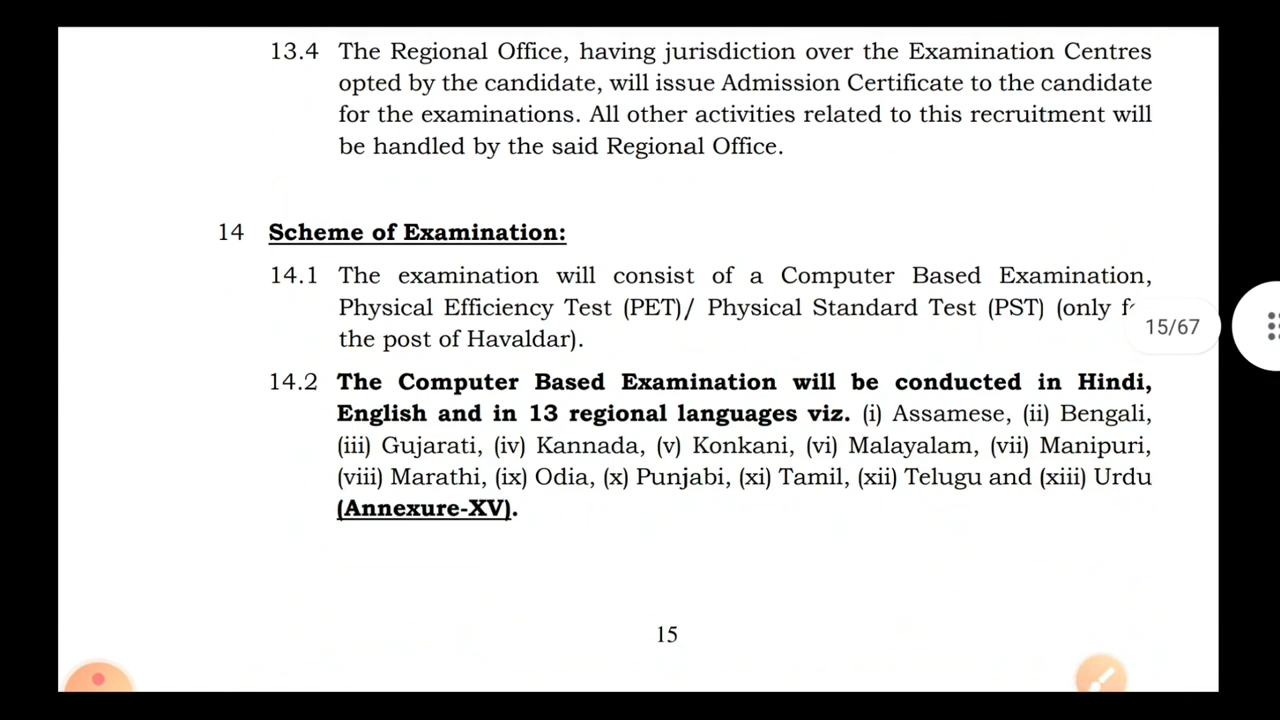 13.4 The Regional Office, having jurisdiction over the Examination Centres
opted by the candidate, will issue Admission Certificate to the candidate
for the examinations. All other activities related to this recruitment will
be handled by the said Regional Office.
14 Scheme of Examination:
14.1 The examination will consist of a Computer Based Examination,
Physical Efficiency Test (PET)/ Physical Standard Test (PST) (only
15/67
the post of Havaldar).
14.2 The Computer Based Examination will be conducted in Hindi,
English and in 13 regional languages viz. (i) Assamese, (ii) Bengali,
(iii) Gujarati, (iv) Kannada, (v) Konkani, (vi) Malayalam, (vii) Manipuri,
(viii) Marathi, (ix) Odia, (x) Punjabi, (xi) Tamil, (xii) Telugu and (xiii) Urdu
(Annexure-XV).
15